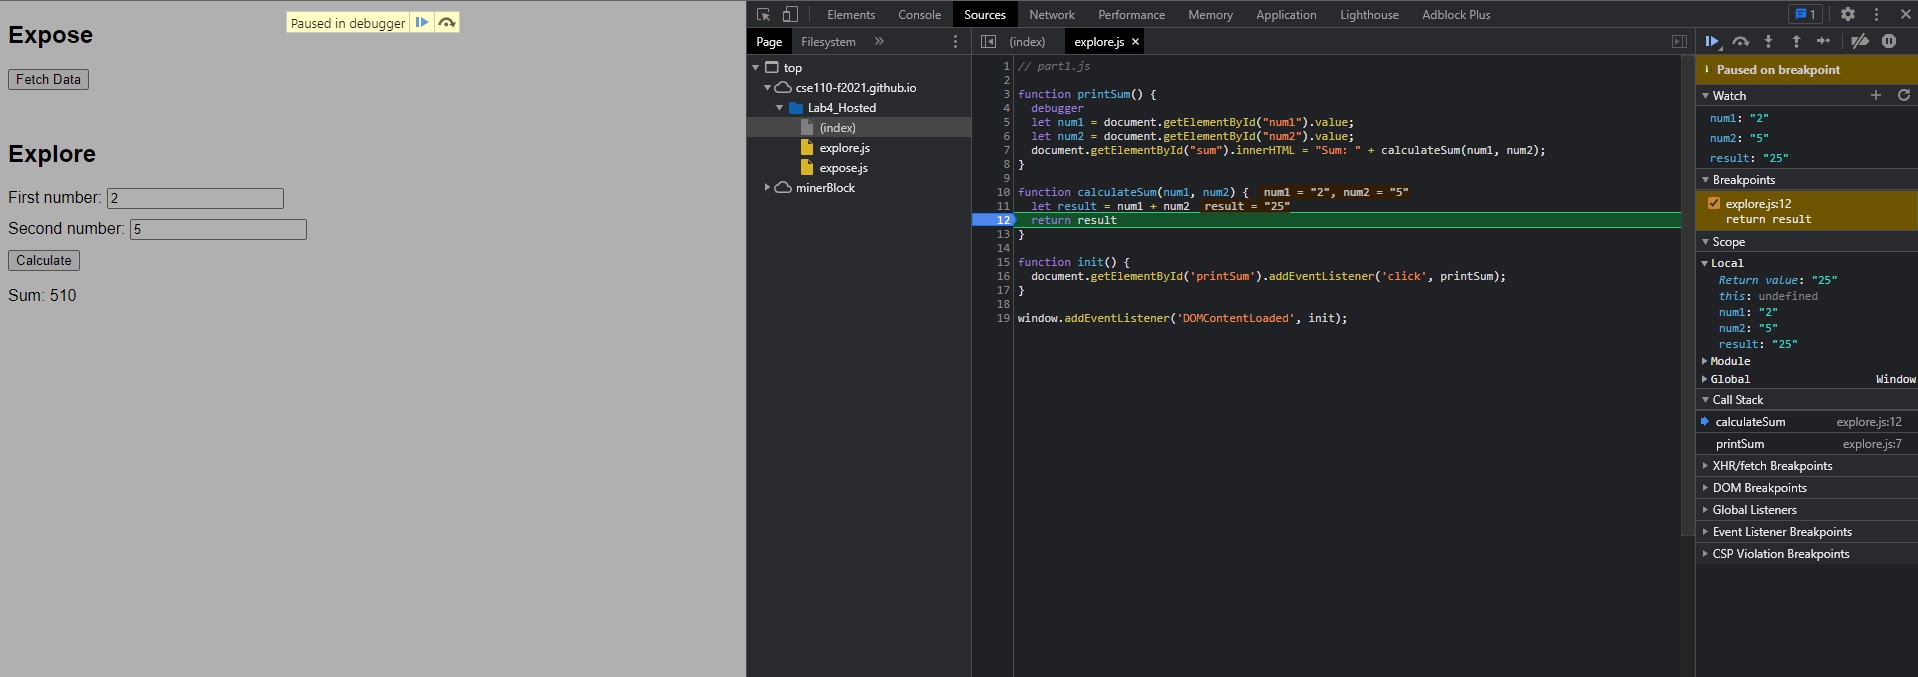 Expose
Paused in debugger
Fetch Data
Explore
First number: 2
Second number: 5
Calculate
Sum: 510
Elements Console Sources Network Performance Memory Application Lighthouse Adblock Plus 1
Page Filesystem
top
cse110-f2021.github.io
Lab4_Hosted
(index)
explore.js
expose.js
minerBlock
(index) explore.js
1 // part1.js
2
3 function printSum() {
4 debugger
5 let num1 = document.getElementById("num1").value;
6 let num2 = document.getElementById("num2").value;
7 document.getElementById("sum").innerHTML = "Sum: " + calculateSum(num1, num2);
8 }
9
10 function calculateSum(num1, num2) { num1 = "2", num2 = "5"
11 let result = num1 + num2 result = "25"
12 return result
13 }
14
15 function init() {
16 document.getElementById('printSum').addEventListener('click', printSum);
17 }
18
19 window.addEventListener('DOMContentLoaded', init);
Paused on breakpoint
Watch
num1: "2"
num2: "5"
result: "25"
Breakpoints
explore.js:12
return result
Scope
Local
Return value: "25"
this: undefined
num1: "2"
num2: "5"
result: "25"
Module
Global Window
Call Stack
calculateSum explore.js:12
printSum explore.js:7
XHR/fetch Breakpoints
DOM Breakpoints
Global Listeners
Event Listener Breakpoints
CSP Violation Breakpoints